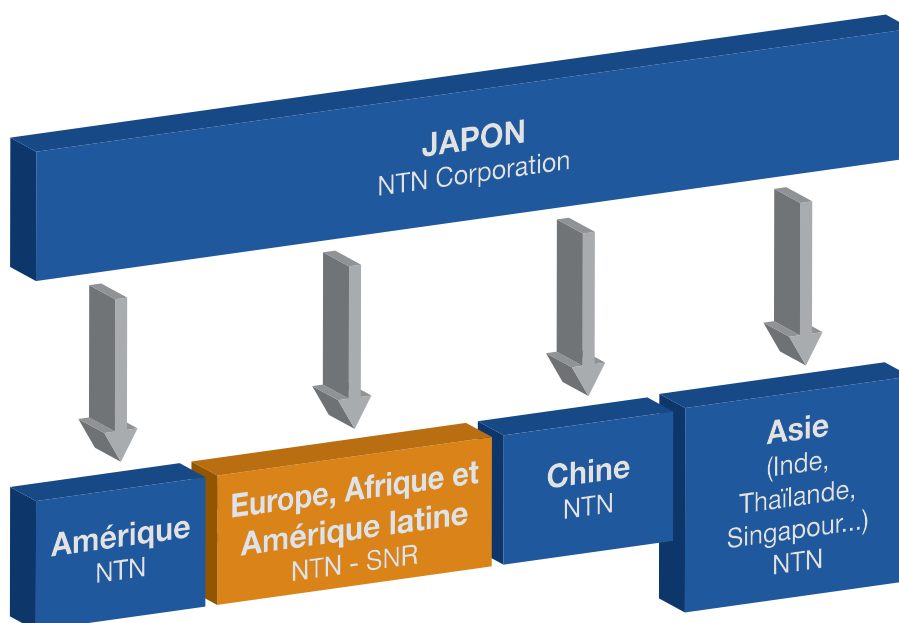 JAPON
NTN Corporation
Amérique
NTN
Europe, Afrique et
Amérique latine
NTN - SNR
Chine
NTN
Asie
(Inde,
Thaïlande,
Singapour...)
NTN